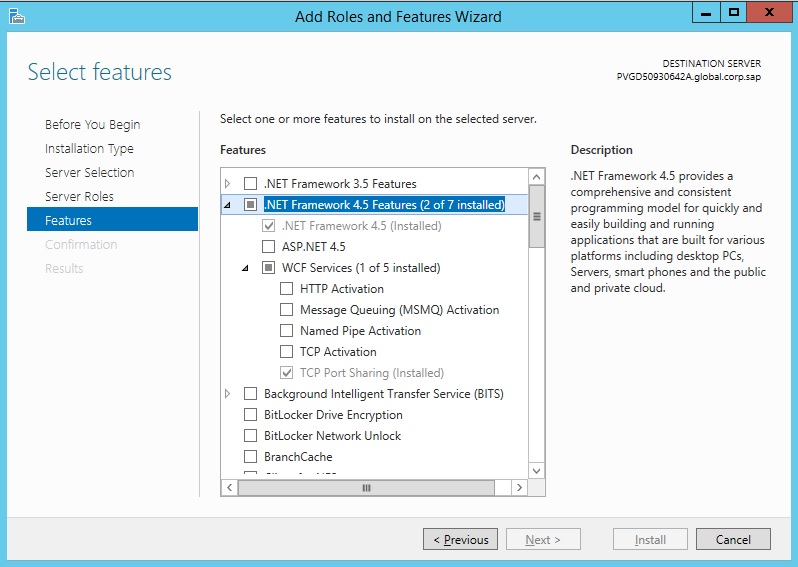 Add Roles and Features Wizard
Select features
DESTINATION SERVER
PVGD50930642A.global.corp.sap
Before You Begin
Installation Type
Server Selection
Server Roles
Features
Confirmation
Results
Select one or more features to install on the selected server.
Features
.NET Framework 3.5 Features
.NET Framework 4.5 Features (2 of 7 installed)
.NET Framework 4.5 (Installed)
ASP.NET 4.5
WCF Services (1 of 5 installed)
HTTP Activation
Message Queuing (MSMQ) Activation
Named Pipe Activation
TCP Activation
TCP Port Sharing (Installed)
Background Intelligent Transfer Service (BITS)
BitLocker Drive Encryption
BitLocker Network Unlock
BranchCache
Description
.NET Framework 4.5 provides a
comprehensive and consistent
programming model for quickly and
easily building and running
applications that are built for various
platforms including desktop PCs,
Servers, smart phones and the public
and private cloud.
< Previous
Next >
Install
Cancel